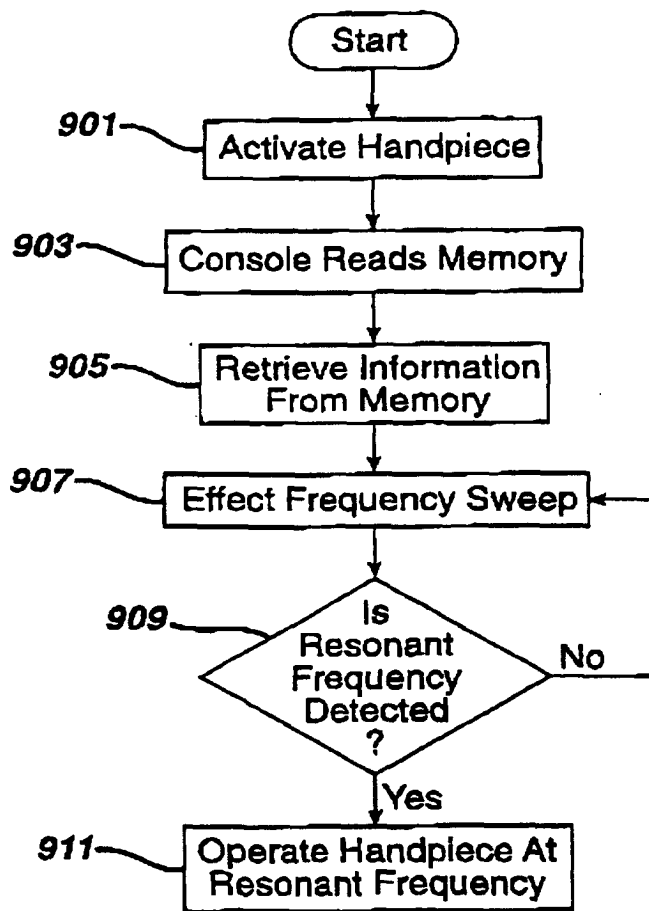 Start
901
Activate Handpiece
903
Console Reads Memory
905
Retrieve Information
From Memory
907
Effect Frequency Sweep
909
Is
Resonant
Frequency
Detected
?
No
Yes
911
Operate Handpiece At
Resonant Frequency